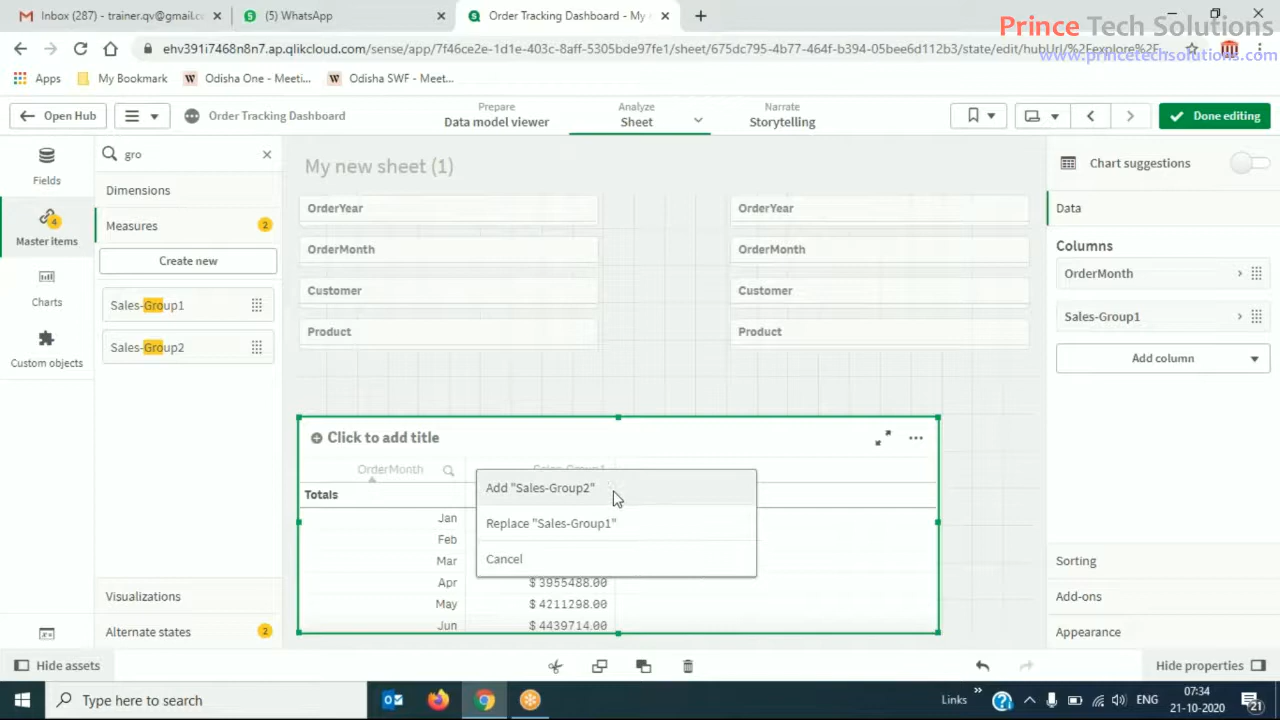 Inbox (287) - trainer.qv@gmail.c
(5) WhatsApp
Order Tracking Dashboard - My
Prince Tech Solutions
www.princetechsolutions.com
ehv391i7468n8n7.ap.qlikcloud.com/sense/app/7f46ce2e-1d1e-403c-8aff-5305bde97fe1/sheet/675dc795-4b77-464f-b394-05beed6112b3/state/edit/hubUrl/%2Fexplore%2F...
Apps
My Bookmark
Odisha One - Meeti...
Odisha SWF - Meet...
Open Hub
Order Tracking Dashboard
Prepare
Data model viewer
Analyze
Sheet
Narrate
Storytelling
Done editing
Fields
Master items
4
Charts
Custom objects
gro
Dimensions
Measures
2
Create new
Sales-Group1
Sales-Group2
Visualizations
Alternate states
2
My new sheet (1)
OrderYear
OrderMonth
Customer
Product
OrderYear
OrderMonth
Customer
Product
Click to add title
OrderMonth
Sales-Group1
Totals
Jan
Feb
Mar
Apr
$ 3955488.00
May
$ 4211298.00
Jun
$ 4439714.00
Add "Sales-Group2"
Replace "Sales-Group1"
Cancel
Chart suggestions
Data
Columns
OrderMonth
Sales-Group1
Add column
Sorting
Add-ons
Appearance
Hide assets
Hide properties
Type here to search
Links
ENG
07:34
21-10-2020
21